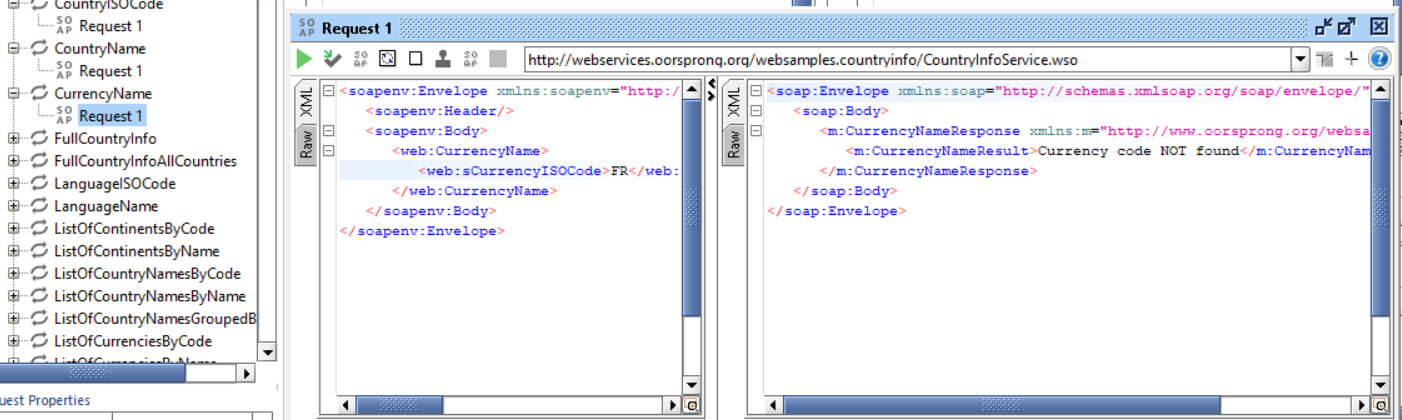 CountryISOCode
SOAP Request 1
CountryName
SOAP Request 1
CurrencyName
SOAP Request 1
FullCountryInfo
FullCountryInfoAllCountries
LanguageISOCode
LanguageName
ListOfContinentsByCode
ListOfContinentsByName
ListOfCountryNamesByCode
ListOfCountryNamesByName
ListOfCountryNamesGroupedB
ListOfCurrenciesByCode
ListOfCurrenciesByName
uest Properties
SOAP Request 1
http://webservices.oorsprong.org/websamples.countryinfo/CountryInfoService.wso
XML
Raw
<soapenv:Envelope xmlns:soapenv="http:/
<soapenv:Header/>
<soapenv:Body>
<web:CurrencyName>
<web:sCurrencyISOCode>FR</web:
</web:CurrencyName>
</soapenv:Body>
</soapenv:Envelope>
XML
Raw
<soap:Envelope xmlns:soap="http://schemas.xmlsoap.org/soap/envelope/"
<soap:Body>
<m:CurrencyNameResponse xmlns:m="http://www.oorsprong.org/websa
<m:CurrencyNameResult>Currency code NOT found</m:CurrencyNam
</m:CurrencyNameResponse>
</soap:Body>
</soap:Envelope>